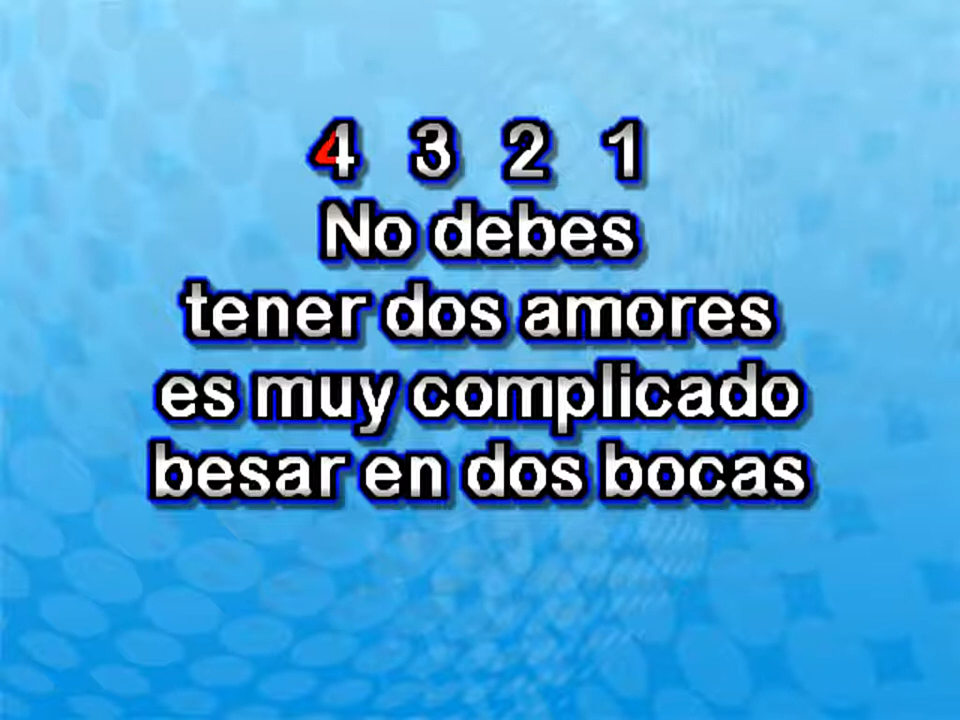 4 3 2 1
No debes
tener dos amores
es muy complicado
besar en dos bocas